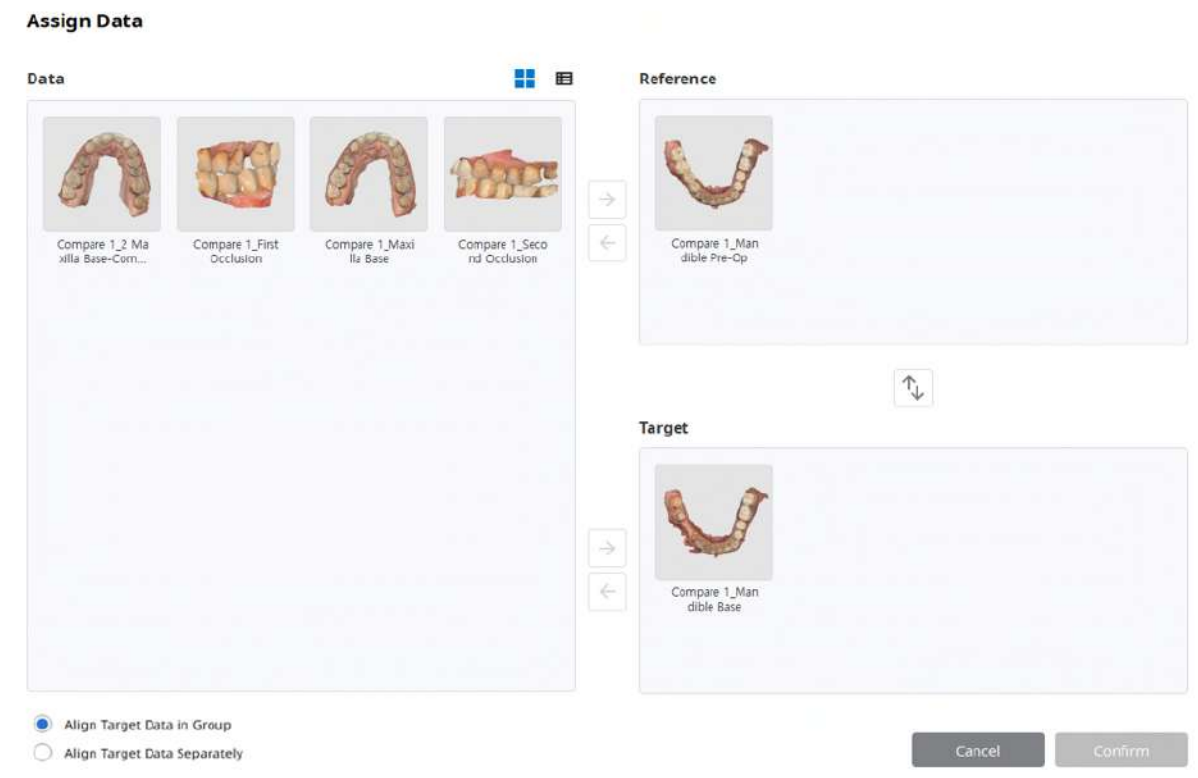 Assign Data
Data
Reference
Compare 1_2 Ma
xilla Base-Com...
Compare 1_First
Occlusion
Compare 1_Maxi
lla Base
Compare 1_Seco
nd Occlusion
Compare 1_Man
dible Pre-Op
Target
Compare 1_Man
dible Base
Align Target Data in Group
Align Target Data Separately
Cancel
Confirm